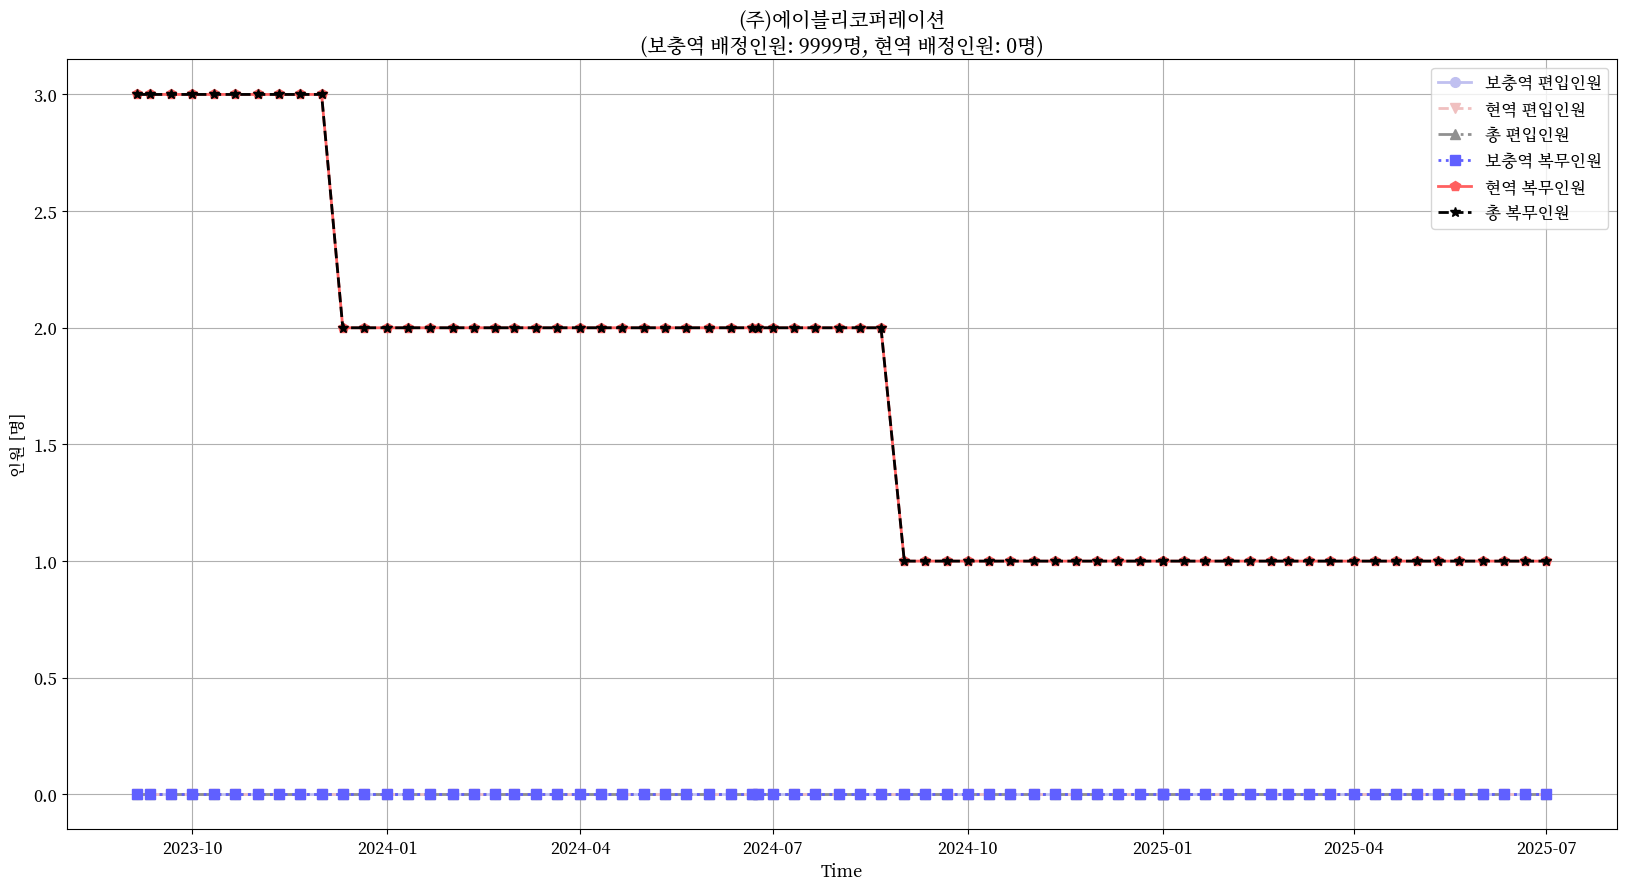 (주)에이블리코퍼레이션
(보충역 배정인원: 9999명, 현역 배정인원: 0명)
보충역 편입인원
현역 편입인원
총 편입인원
보충역 복무인원
현역 복무인원
총 복무인원
인원 [명]
3.0
2.5
2.0
1.5
1.0
0.5
0.0
2023-10
2024-01
2024-04
2024-07
2024-10
2025-01
2025-04
2025-07
Time